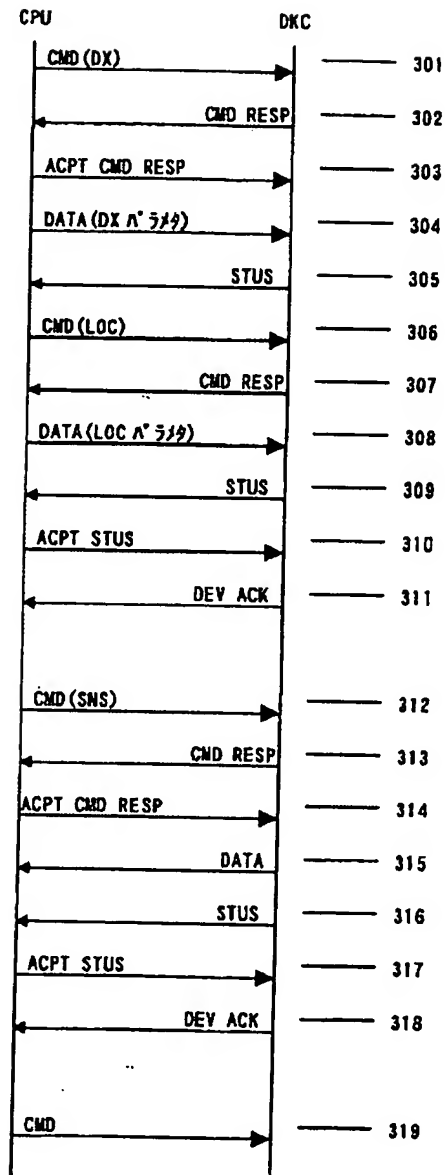 CPU DKC
CMD(DX) 301
CMD RESP 302
ACPT CMD RESP 303
DATA(DX パラメタ) 304
STUS 305
CMD(LOC) 306
CMD RESP 307
DATA(LOC パラメタ) 308
STUS 309
ACPT STUS 310
DEV ACK 311
CMD(SNS) 312
CMD RESP 313
ACPT CMD RESP 314
DATA 315
STUS 316
ACPT STUS 317
DEV ACK 318
CMD 319